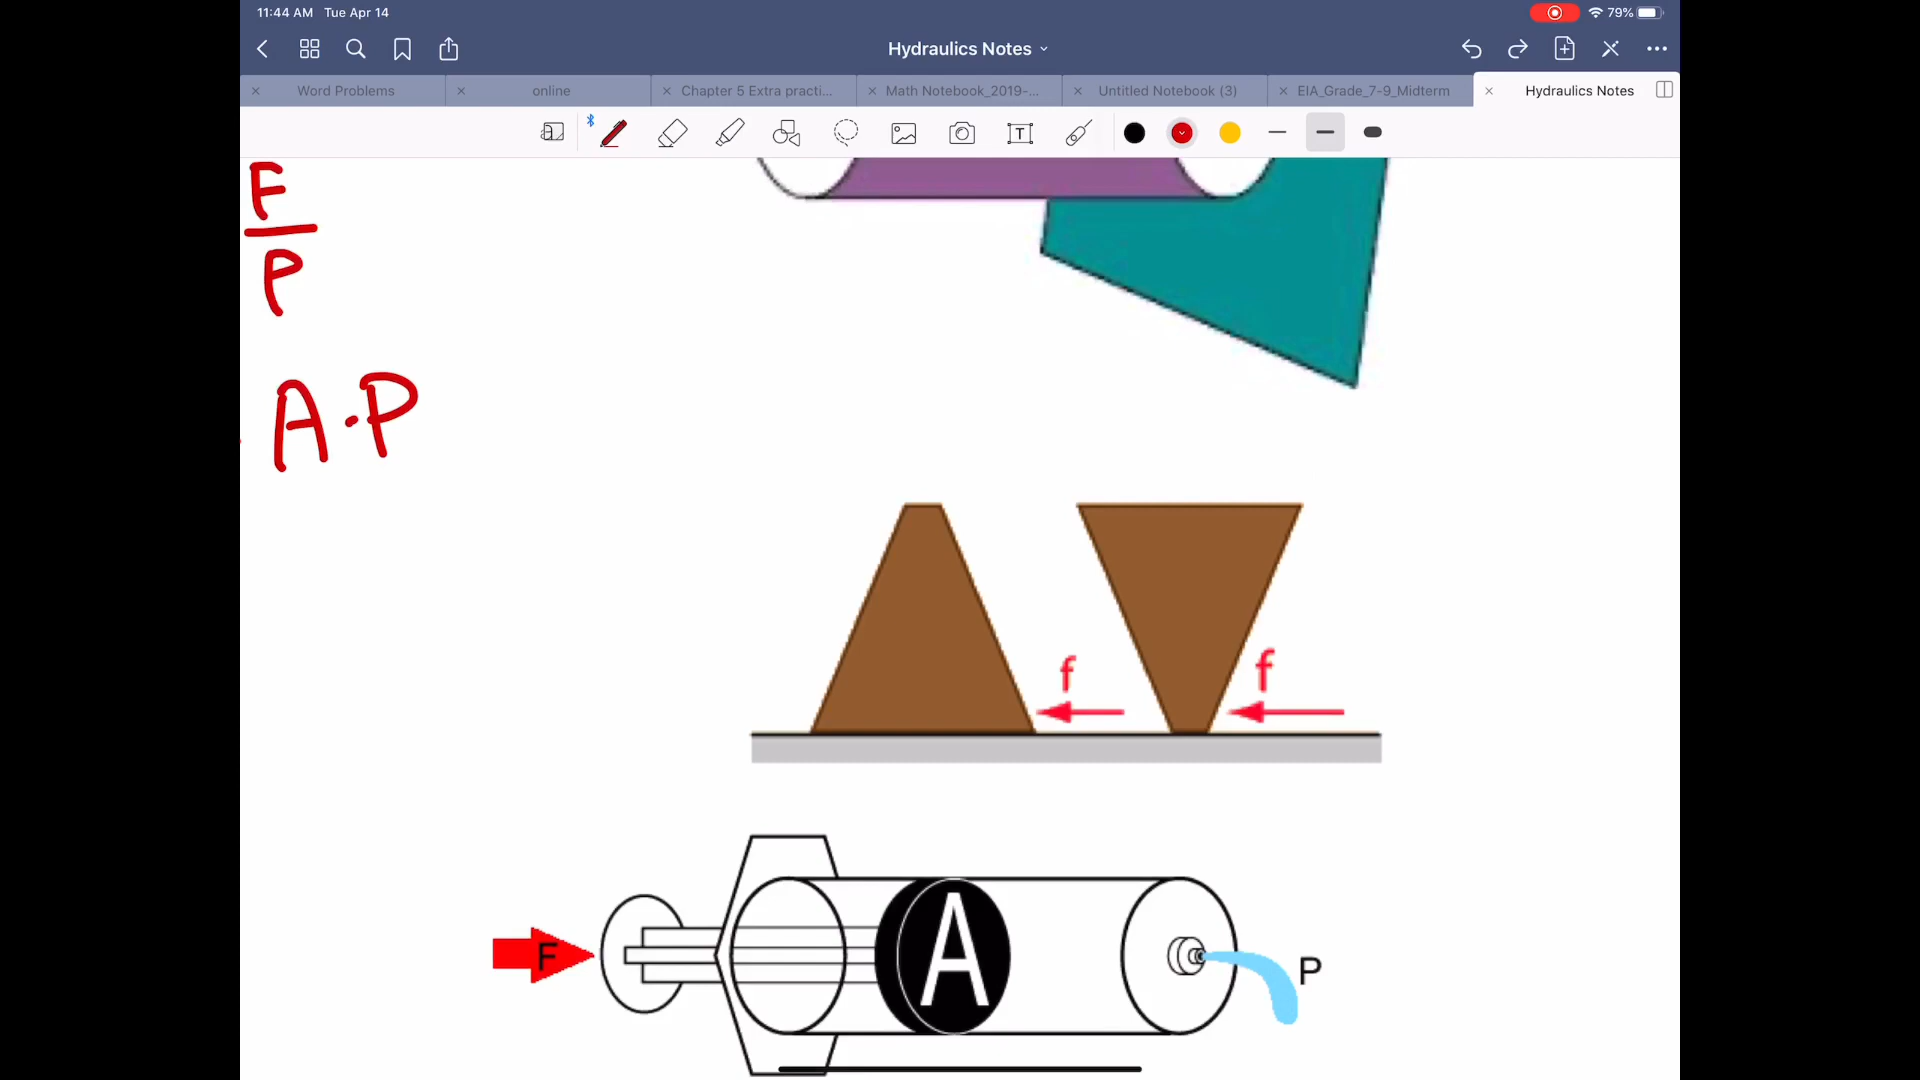 11:44 AM Tue Apr 14
79%
Hydraulics Notes
Word Problems
online
Chapter 5 Extra practi...
Math Notebook_2019-...
Untitled Notebook (3)
EIA_Grade_7-9_Midterm
Hydraulics Notes
a
T
F
P
A·P
f
f
F
A
P